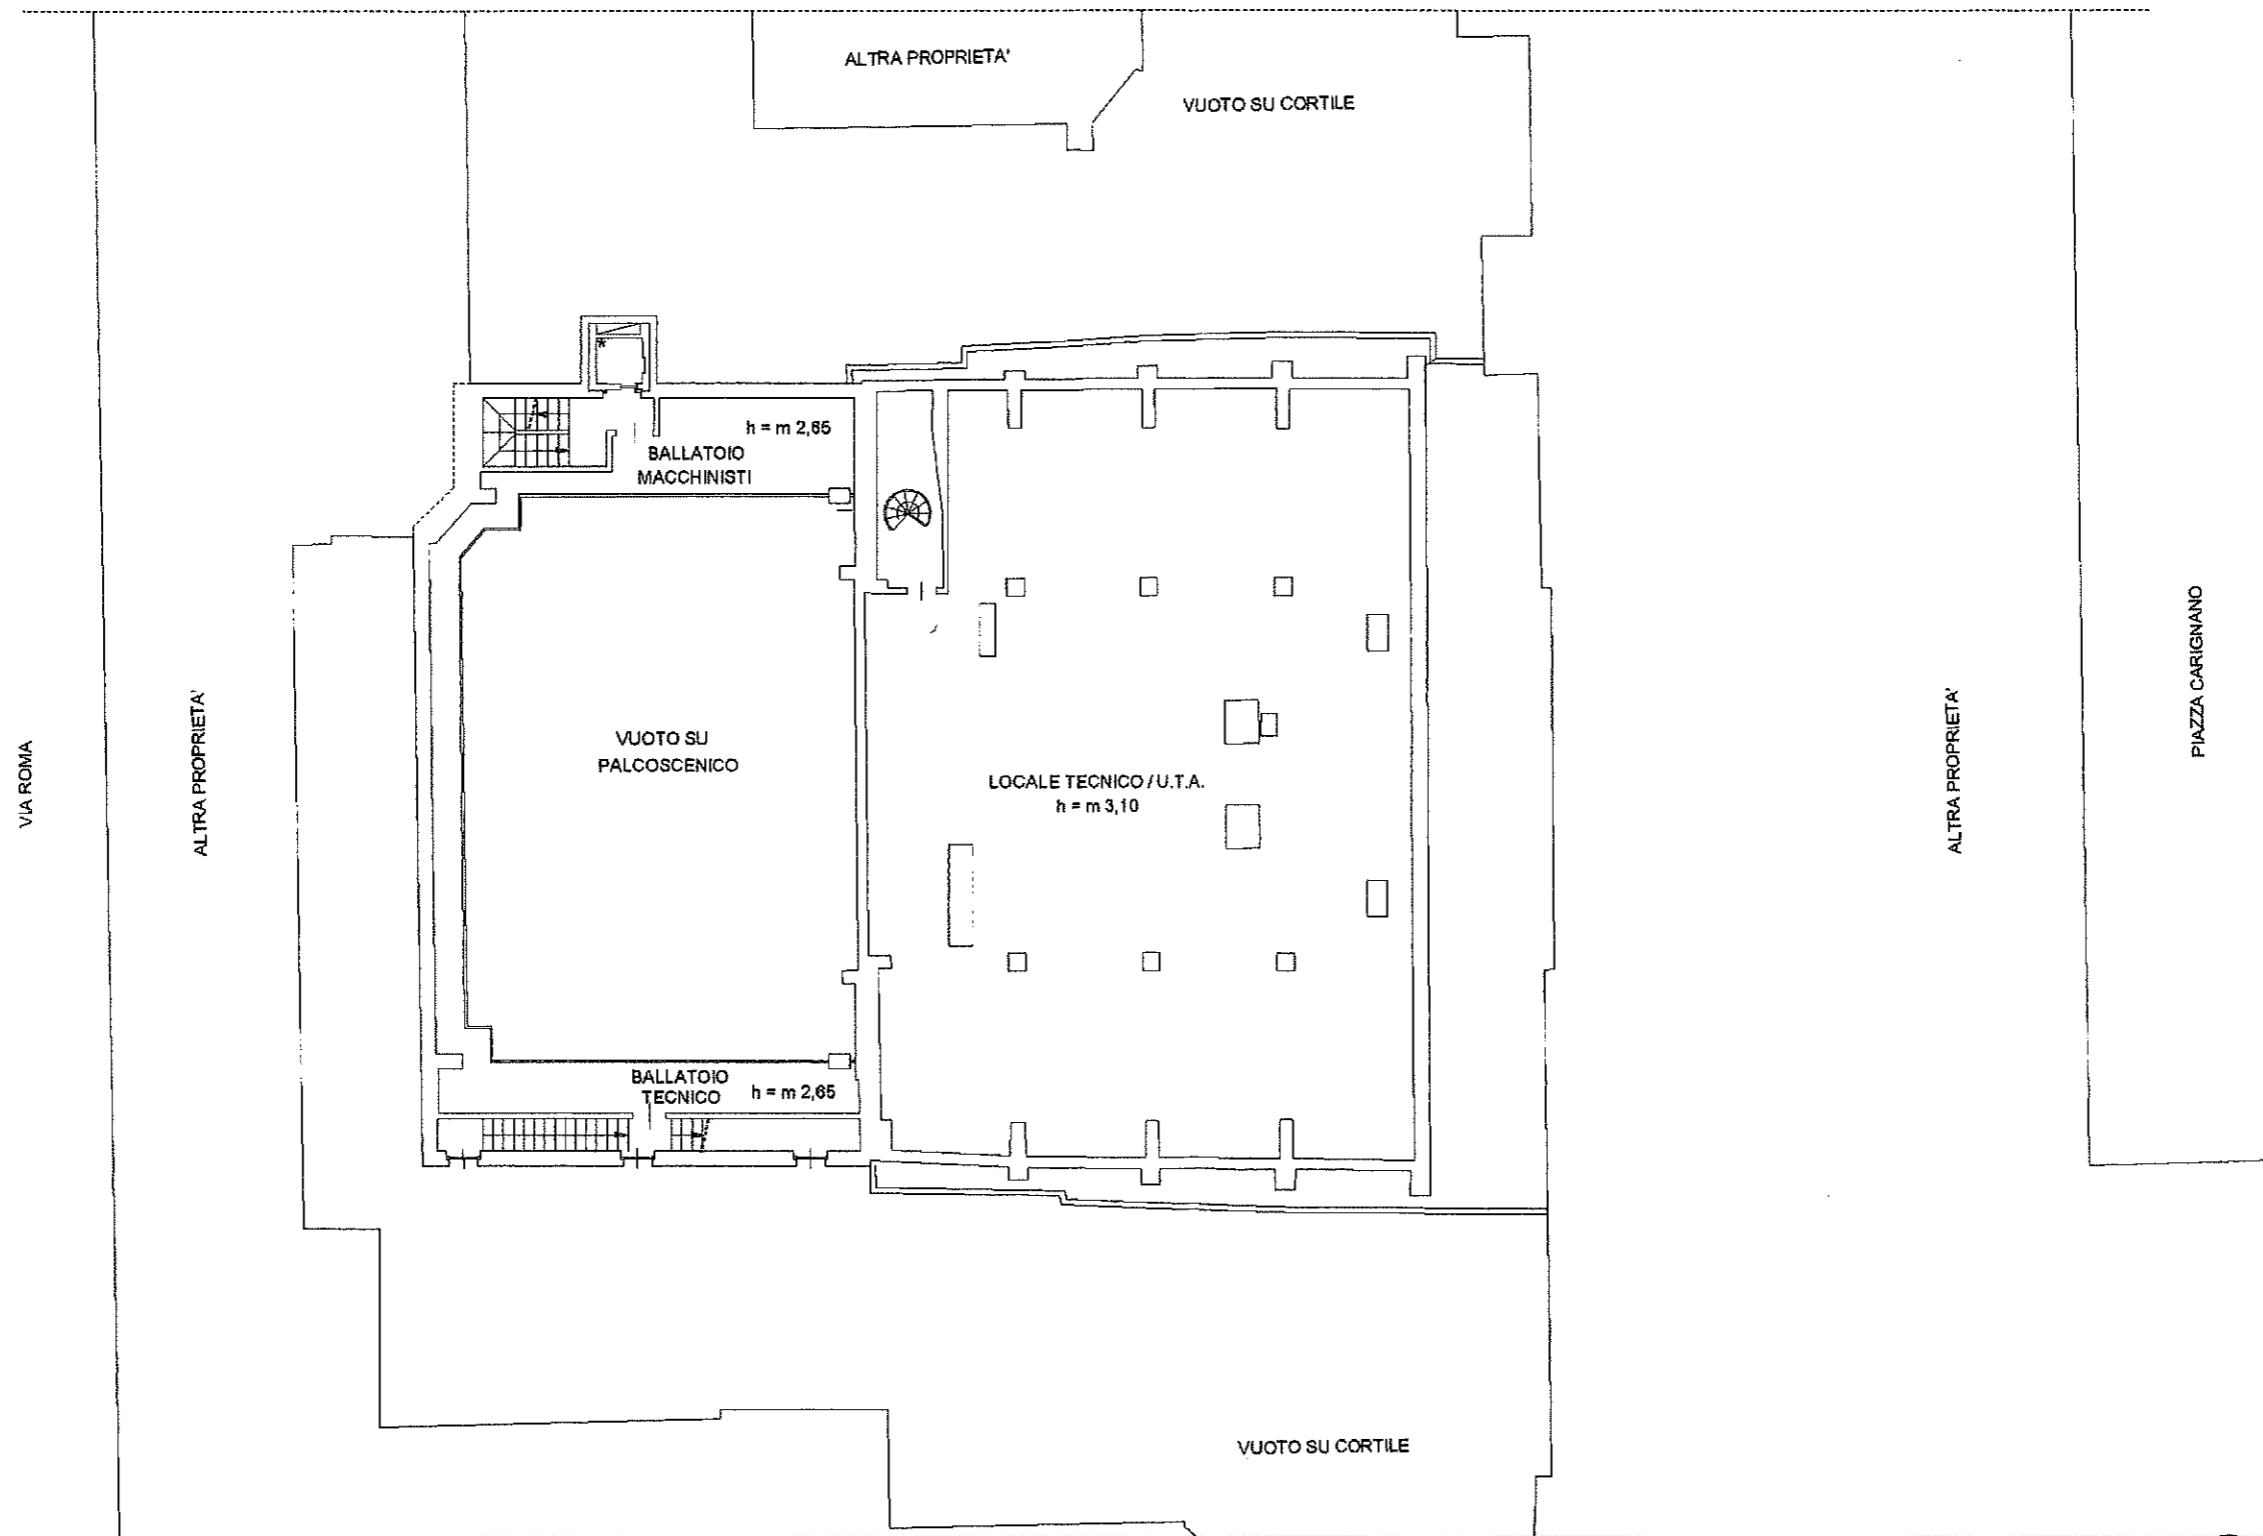 ALTRA PROPRIETA'
VUOTO SU CORTILE
h = m 2,65
BALLATOIO
MACCHINISTI
VUOTO SU
PALCOSCENICO
LOCALE TECNICO / U.T.A.
h = m 3,10
BALLATOIO
TECNICO
h = m 2,65
VIA ROMA
ALTRA PROPRIETA'
ALTRA PROPRIETA'
PIAZZA CARIGNANO
VUOTO SU CORTILE